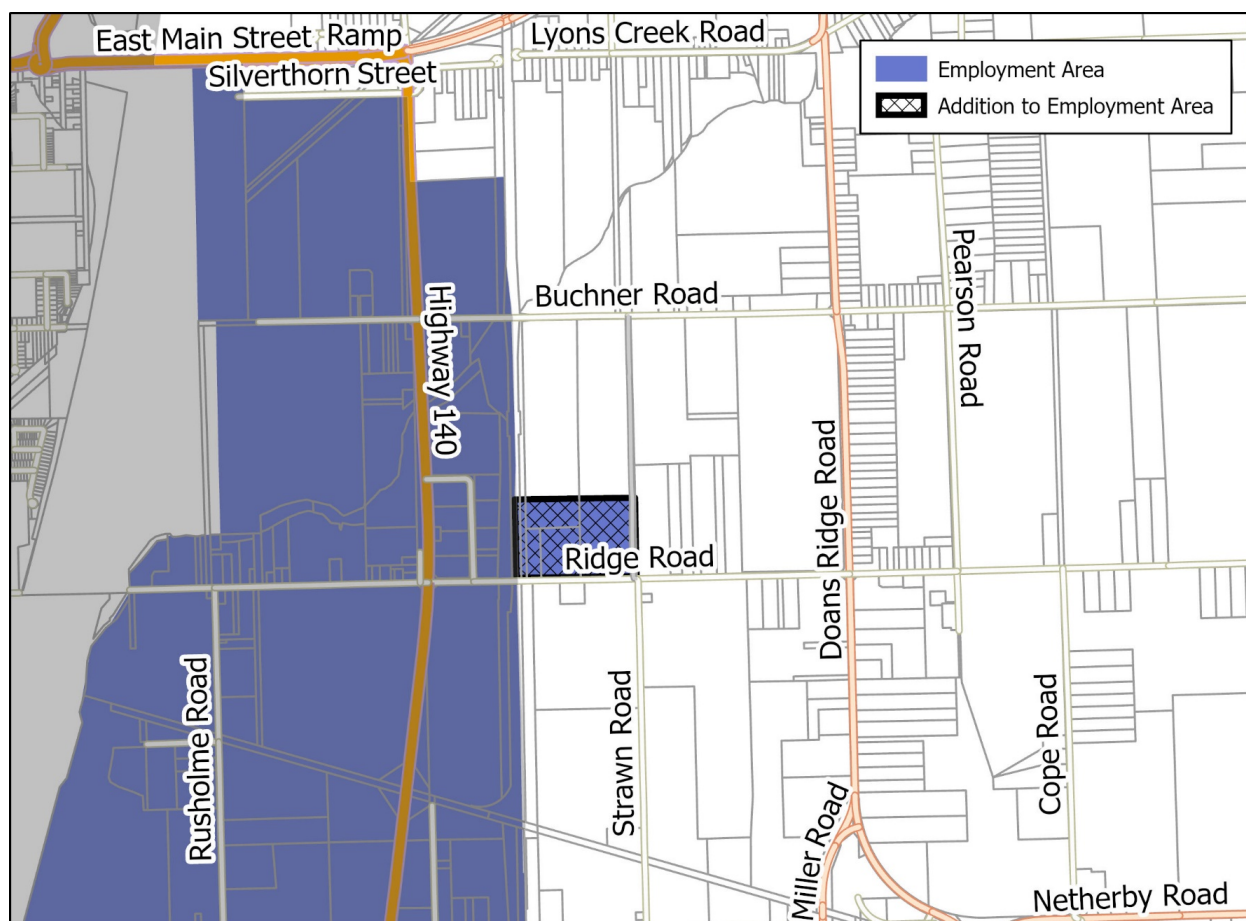 East Main Street Ramp
Lyons Creek Road
Silverthorn Street
Employment Area
Addition to Employment Area
Buchner Road
Pearson Road
Highway 140
Doans Ridge Road
Ridge Road
Rusholme Road
Strawn Road
Cope Road
Miller Road
Netherby Road